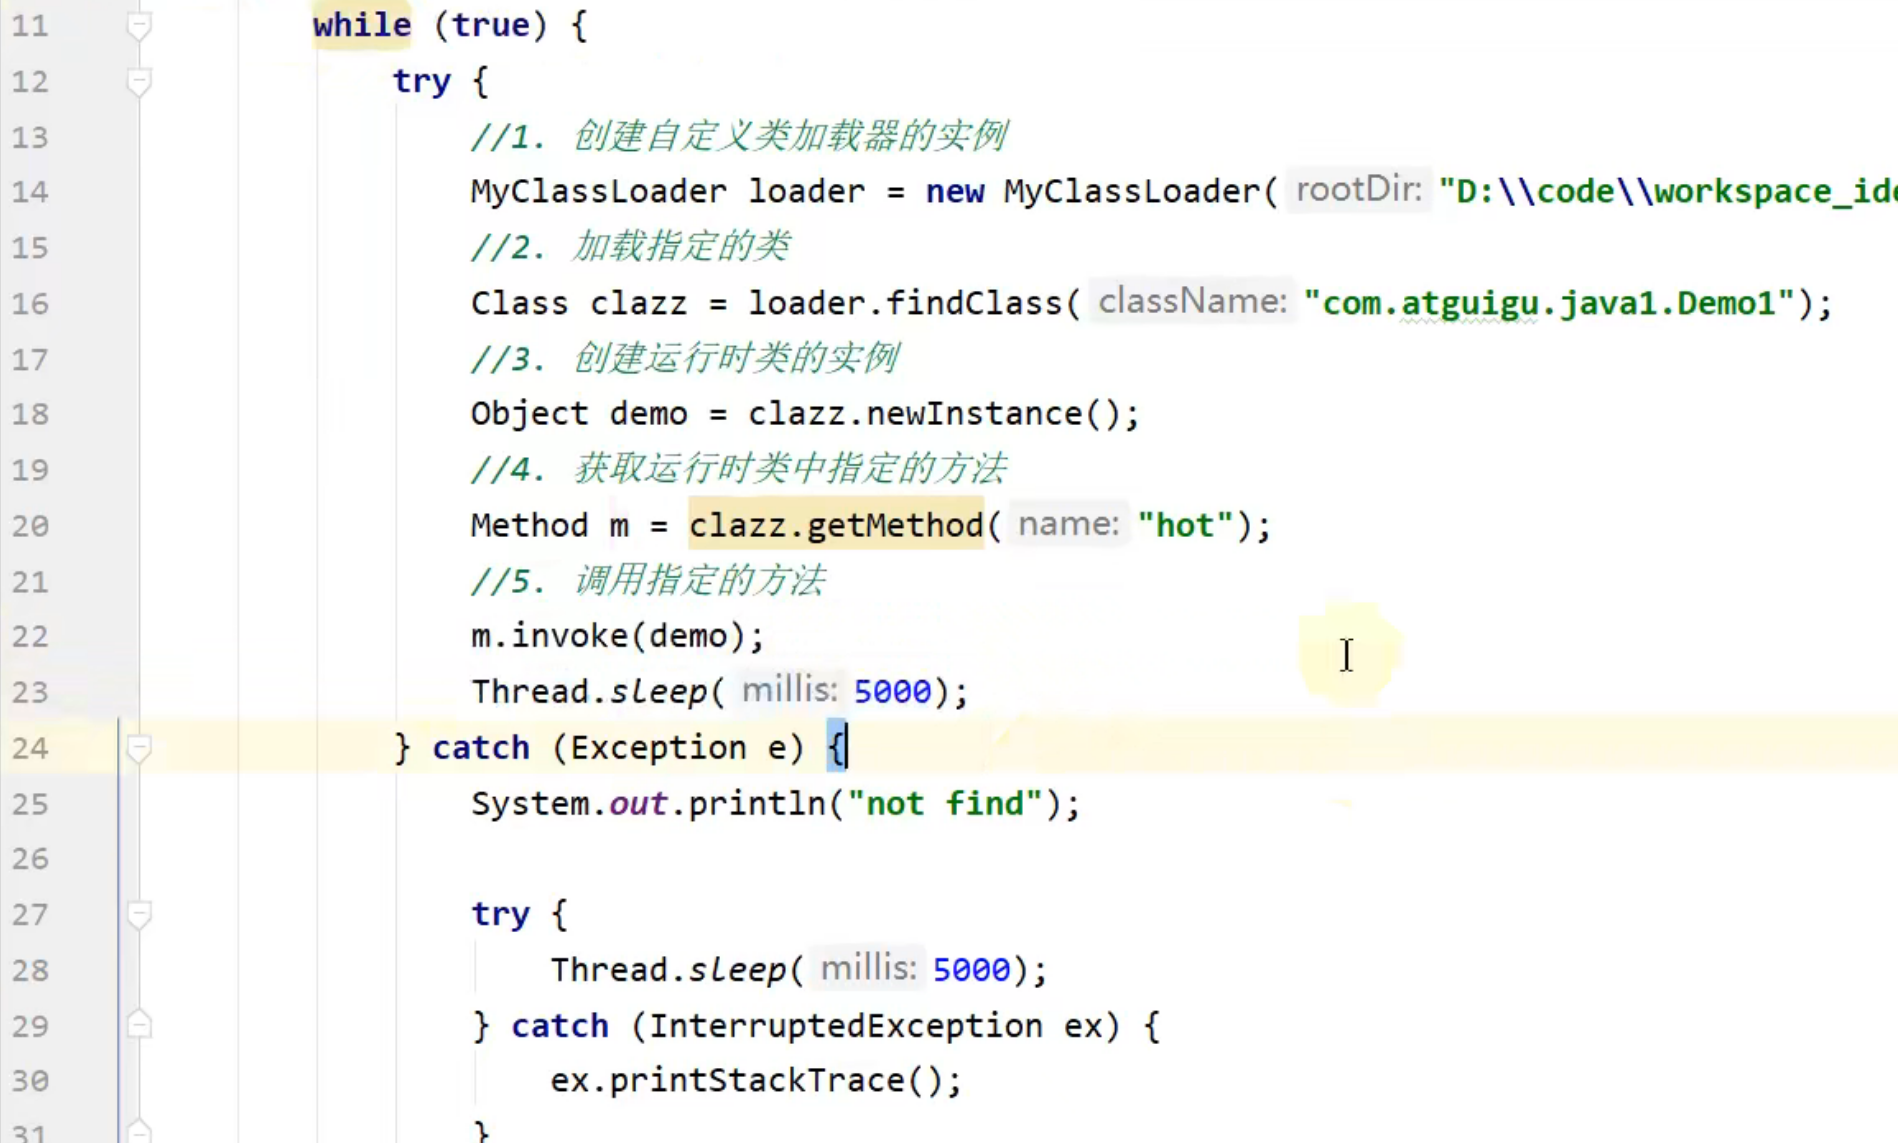 11 while (true) {
12 try {
13 //1. 创建自定义类加载器的实例
14 MyClassLoader loader = new MyClassLoader( rootDir: "D:\\code\\workspace_ide
15 //2. 加载指定的类
16 Class clazz = loader.findClass( className: "com.atguigu.java1.Demo1");
17 //3. 创建运行时类的实例
18 Object demo = clazz.newInstance();
19 //4. 获取运行时类中指定的方法
20 Method m = clazz.getMethod( name: "hot");
21 //5. 调用指定的方法
22 m.invoke(demo);
23 Thread.sleep( millis: 5000);
24 } catch (Exception e) {
25 System.out.println("not find");
26
27 try {
28 Thread.sleep( millis: 5000);
29 } catch (InterruptedException ex) {
30 ex.printStackTrace();
31 }